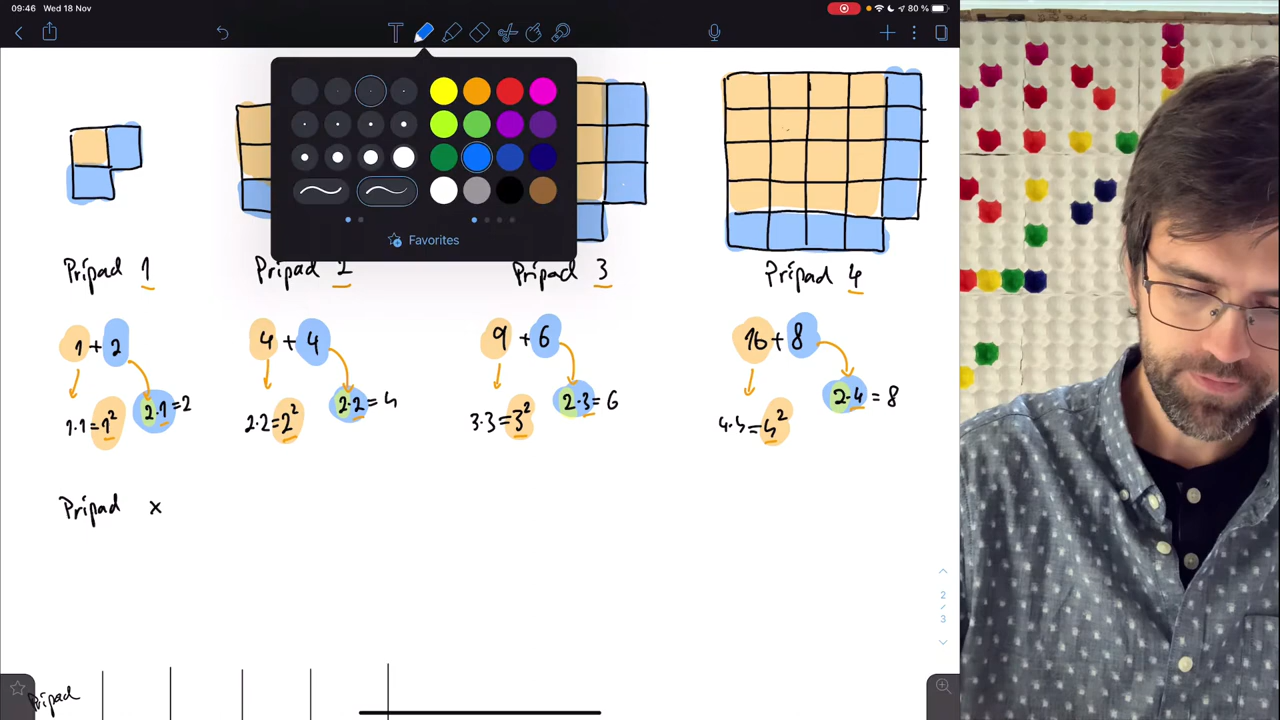 09:46 Wed 18 Nov 80 %
T
Favorites
Prípad 1 Prípad 2 Prípad 3 Prípad 4
1 + 2 4 + 4 9 + 6 16 + 8
2·1 = 2 2·2 = 4 2·3 = 6 2·4 = 8
1·1 = 1² 2·2 = 2² 3·3 = 3² 4·4 = 4²
Prípad x
2
/
3
Prípad